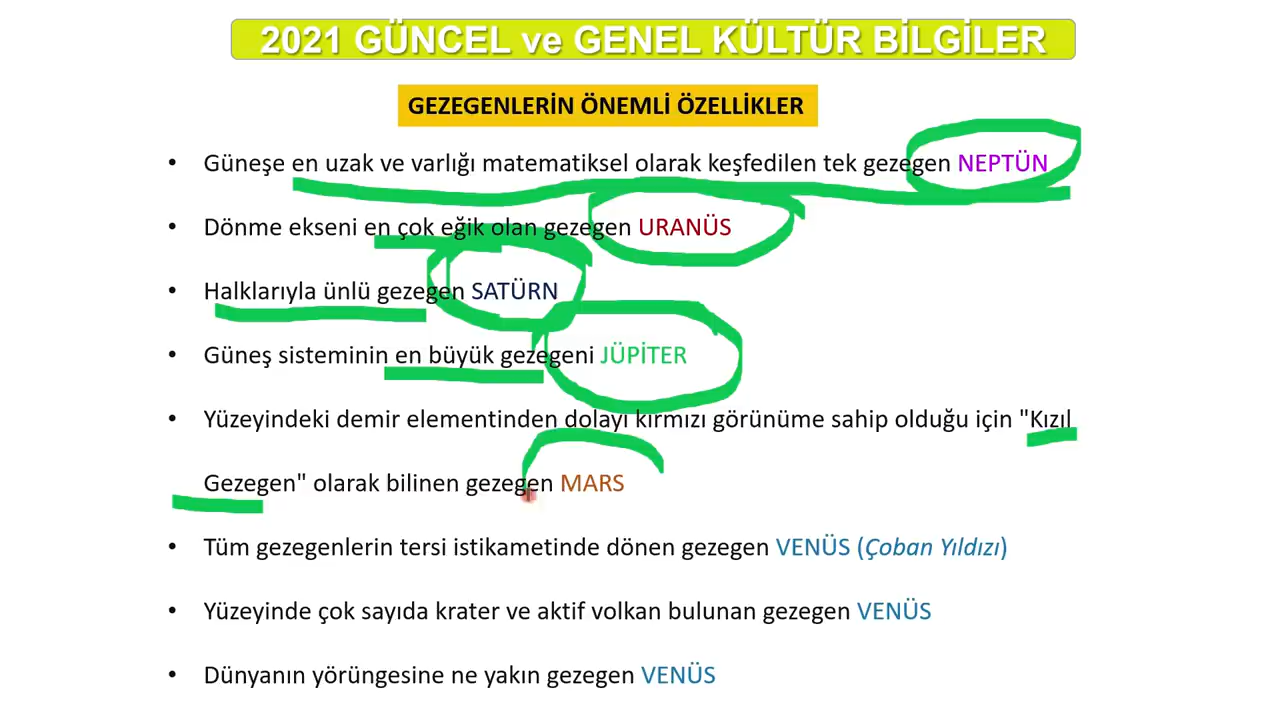 2021 GÜNCEL ve GENEL KÜLTÜR BİLGİLER
GEZEGENLERİN ÖNEMLİ ÖZELLİKLER
• Güneşe en uzak ve varlığı matematiksel olarak keşfedilen tek gezegen NEPTÜN
• Dönme ekseni en çok eğik olan gezegen URANÜS
• Halklarıyla ünlü gezegen SATÜRN
• Güneş sisteminin en büyük gezegeni JÜPİTER
• Yüzeyindeki demir elementinden dolayı kırmızı görünüme sahip olduğu için "Kızıl
Gezegen" olarak bilinen gezegen MARS
• Tüm gezegenlerin tersi istikametinde dönen gezegen VENÜS (Çoban Yıldızı)
• Yüzeyinde çok sayıda krater ve aktif volkan bulunan gezegen VENÜS
• Dünyanın yörüngesine ne yakın gezegen VENÜS